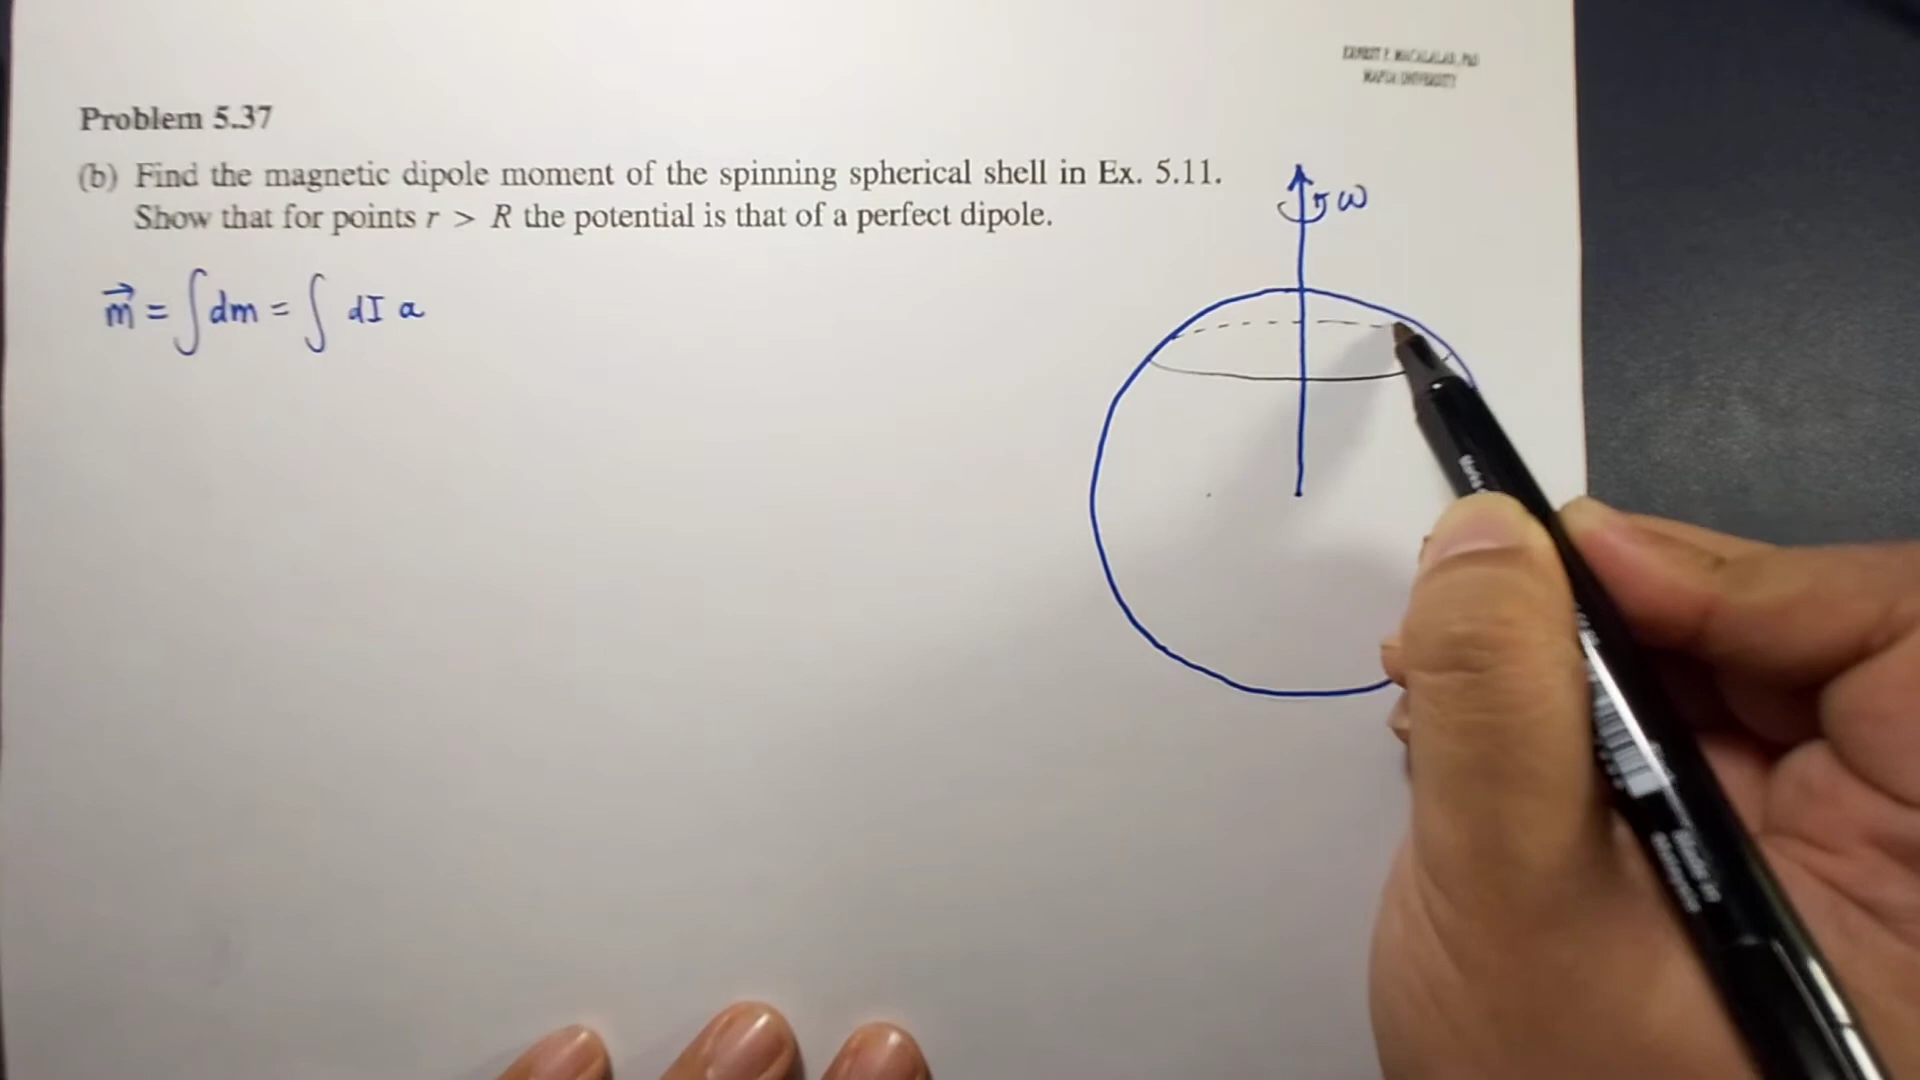 Problem 5.37
(b) Find the magnetic dipole moment of the spinning spherical shell in Ex. 5.11.
Show that for points r > R the potential is that of a perfect dipole.
ω
m⃗ = ∫dm = ∫ dI a